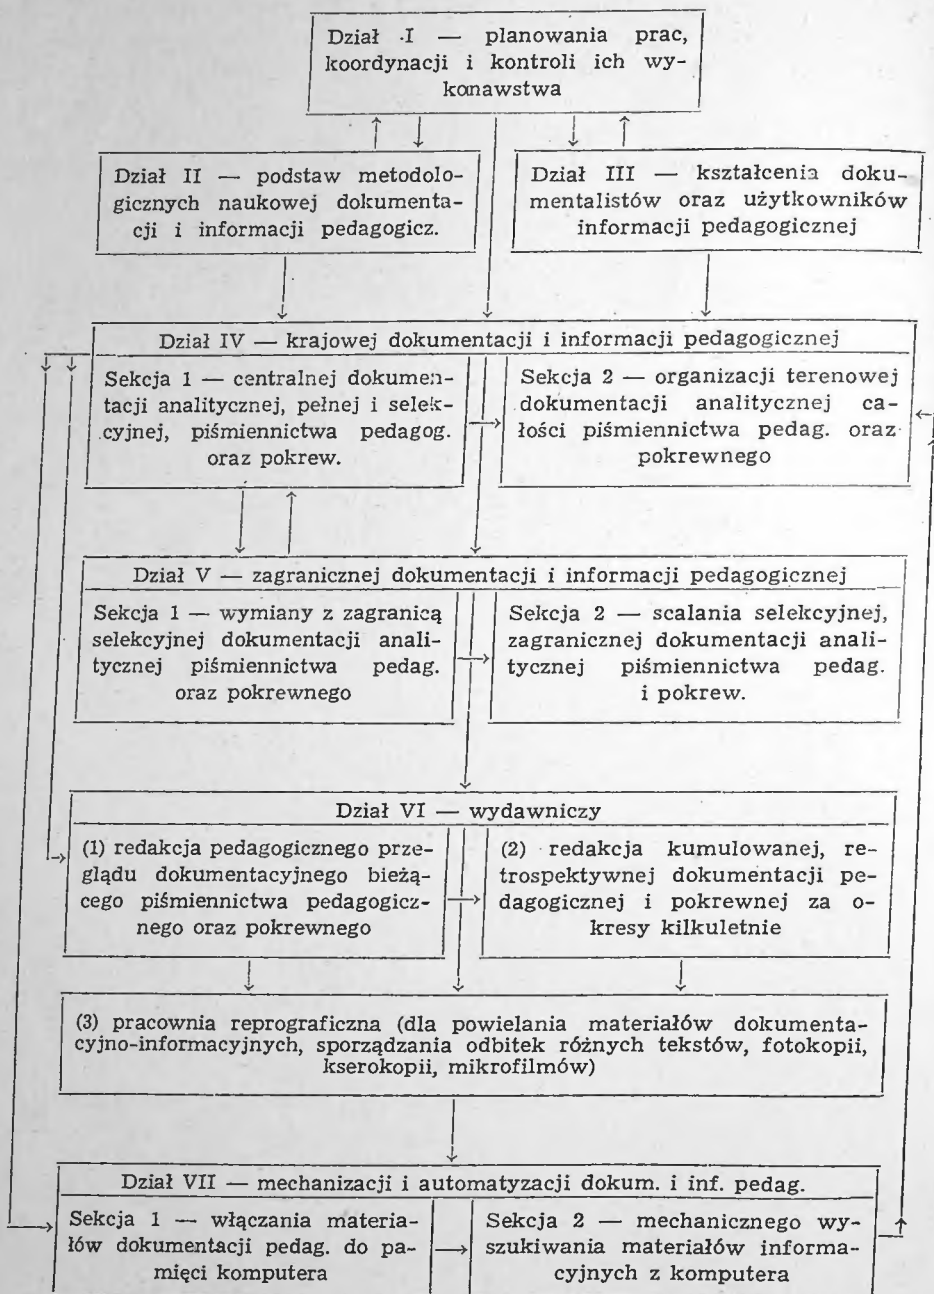 Dział I — planowania prac,
koordynacji i kontroli ich wy-
konawstwa
Dział II — podstaw metodolo-
gicznych naukowej dokumenta-
cji i informacji pedagogicz.
Dział III — kształcenia doku-
mentalistów oraz użytkowników
informacji pedagogicznej
Dział IV — krajowej dokumentacji i informacji pedagogicznej
Sekcja 1 — centralnej dokumen-
tacji analitycznej, pełnej i selek-
cyjnej, piśmiennictwa pedagog.
oraz pokrew.
Sekcja 2 — organizacji terenowej
dokumentacji analitycznej ca-
łości piśmiennictwa pedag. oraz
pokrewnego
Dział V — zagranicznej dokumentacji i informacji pedagogicznej
Sekcja 1 — wymiany z zagranicą
selekcyjnej dokumentacji anali-
tycznej piśmiennictwa pedag.
oraz pokrewnego
Sekcja 2 — scalania selekcyjnej,
zagranicznej dokumentacji anali-
tycznej piśmiennictwa pedag.
i pokrew.
Dział VI — wydawniczy
(1) redakcja pedagogicznego prze-
glądu dokumentacyjnego bieżą-
cego piśmiennictwa pedagogicz-
nego oraz pokrewnego
(2) redakcja kumulowanej, re-
trospektywnej dokumentacji pe-
dagogicznej i pokrewnej za o-
kresy kilkuletnie
(3) pracownia reprograficzna (dla powielania materiałów dokumenta-
cyjno-informacyjnych, sporządzania odbitek różnych tekstów, fotokopii,
kserokopii, mikrofilmów)
Dział VII — mechanizacji i automatyzacji dokum. i inf. pedag.
Sekcja 1 — włączania materia-
łów dokumentacji pedag. do pa-
mięci komputera
Sekcja 2 — mechanicznego wy-
szukiwania materiałów informa-
cyjnych z komputera